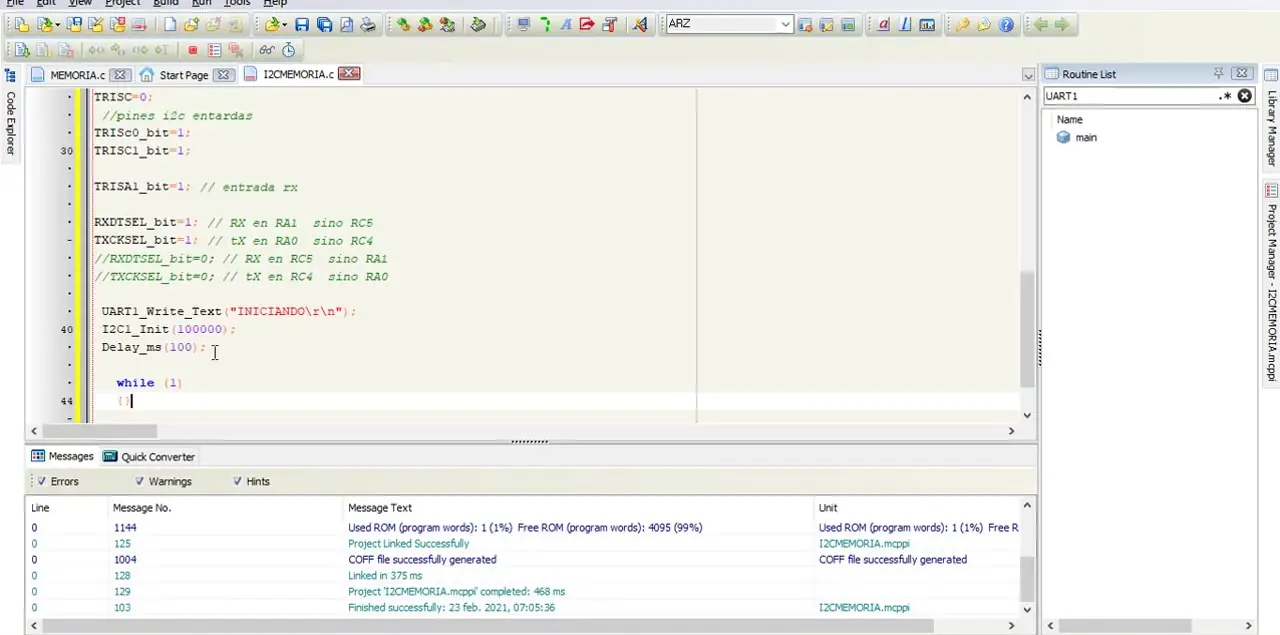 File Edit View Project Build Run Tools Help
ARZ
MEMORIA.c Start Page I2CMEMORIA.c
Routine List
UART1
.*
Name
main
Code Explorer
Library Manager
Project Manager - I2CMEMORIA.mcppi
TRISC=0;
//pines i2c entardas
TRISc0_bit=1;
30 TRISC1_bit=1;
TRISA1_bit=1; // entrada rx
RXDTSEL_bit=1; // RX en RA1 sino RC5
TXCKSEL_bit=1; // tX en RA0 sino RC4
//RXDTSEL_bit=0; // RX en RC5 sino RA1
//TXCKSEL_bit=0; // tX en RC4 sino RA0
UART1_Write_Text("INICIANDO\r\n");
40 I2C1_Init(100000);
Delay_ms(100);
while (1)
44 {}
Messages Quick Converter
Errors Warnings Hints
Line Message No. Message Text Unit
0 1144 Used ROM (program words): 1 (1%) Free ROM (program words): 4095 (99%) Used ROM (program words): 1 (1%) Free R
0 125 Project Linked Successfully I2CMEMORIA.mcppi
0 1004 COFF file successfully generated COFF file successfully generated
0 128 Linked in 375 ms
0 129 Project 'I2CMEMORIA.mcppi' completed: 468 ms
0 103 Finished successfully: 23 feb. 2021, 07:05:36 I2CMEMORIA.mcppi